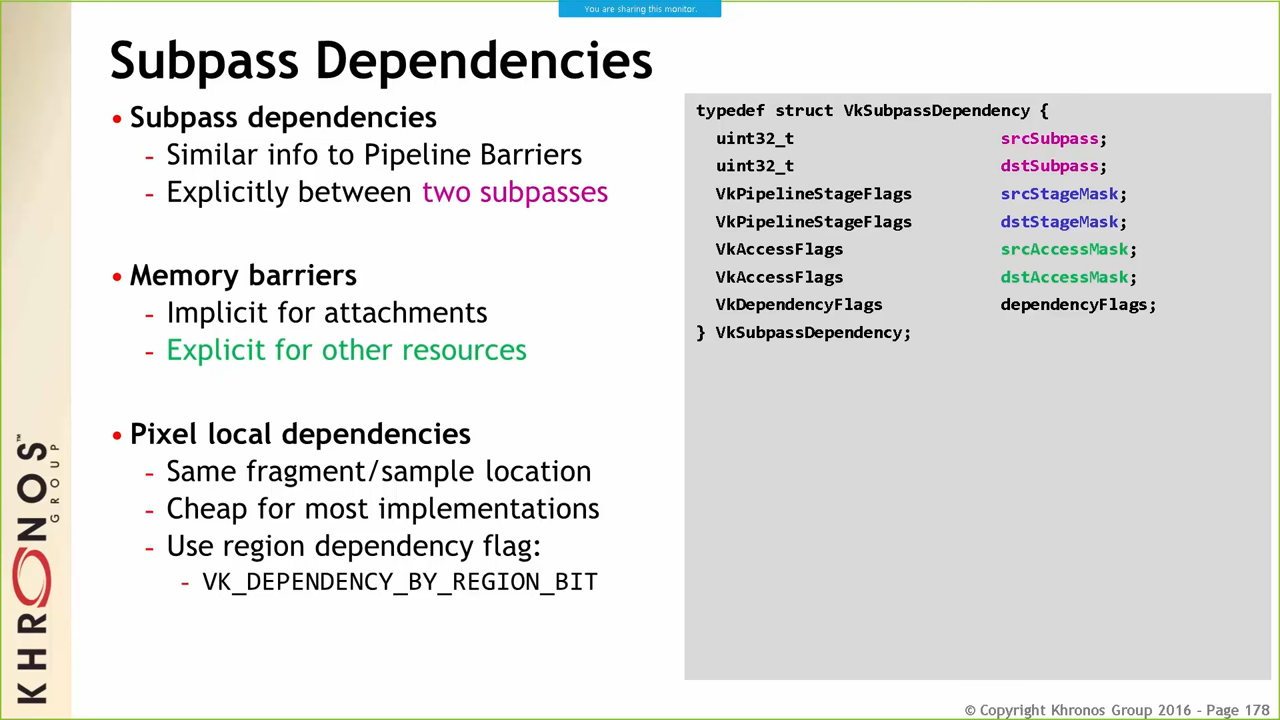 You are sharing this monitor.
Subpass Dependencies
• Subpass dependencies
- Similar info to Pipeline Barriers
- Explicitly between two subpasses
• Memory barriers
- Implicit for attachments
- Explicit for other resources
• Pixel local dependencies
- Same fragment/sample location
- Cheap for most implementations
- Use region dependency flag:
- VK_DEPENDENCY_BY_REGION_BIT
typedef struct VkSubpassDependency {
uint32_t srcSubpass;
uint32_t dstSubpass;
VkPipelineStageFlags srcStageMask;
VkPipelineStageFlags dstStageMask;
VkAccessFlags srcAccessMask;
VkAccessFlags dstAccessMask;
VkDependencyFlags dependencyFlags;
} VkSubpassDependency;
KHRONOS™
GROUP
© Copyright Khronos Group 2016 - Page 178